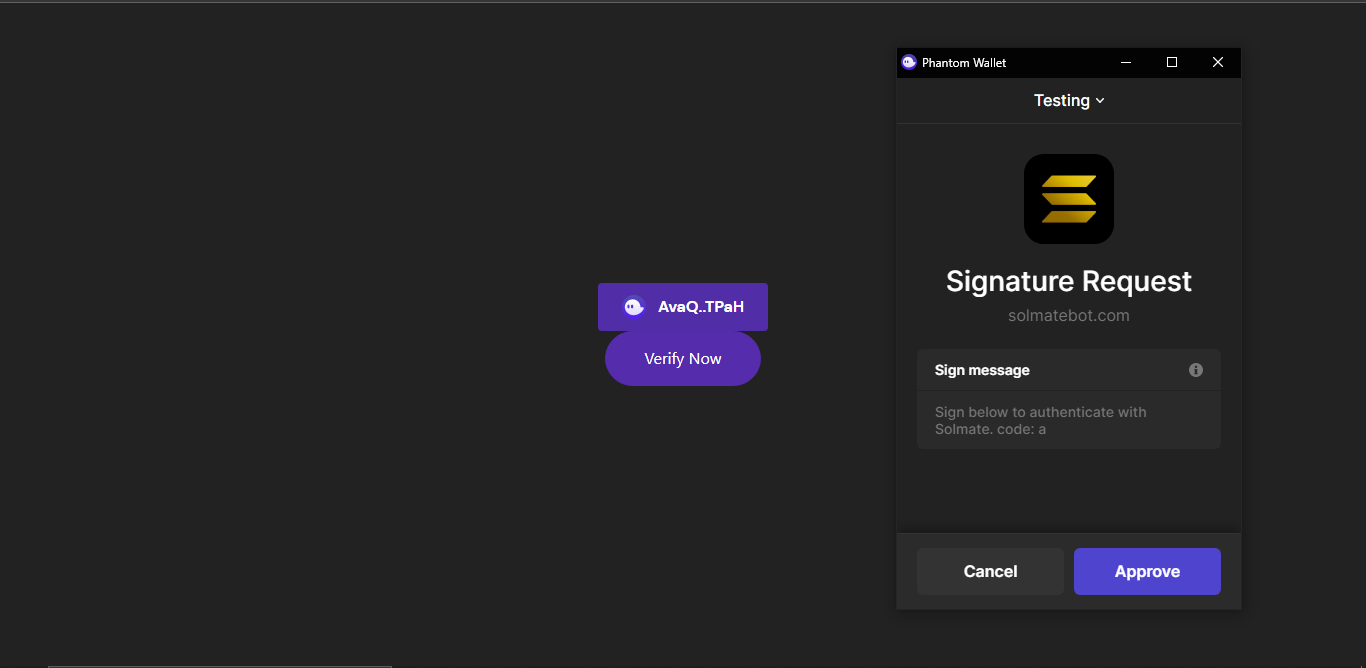 Phantom Wallet
Testing
Signature Request
solmatebot.com
AvaQ..TPaH
Verify Now
Sign message
Sign below to authenticate with
Solmate. code: a
Cancel
Approve